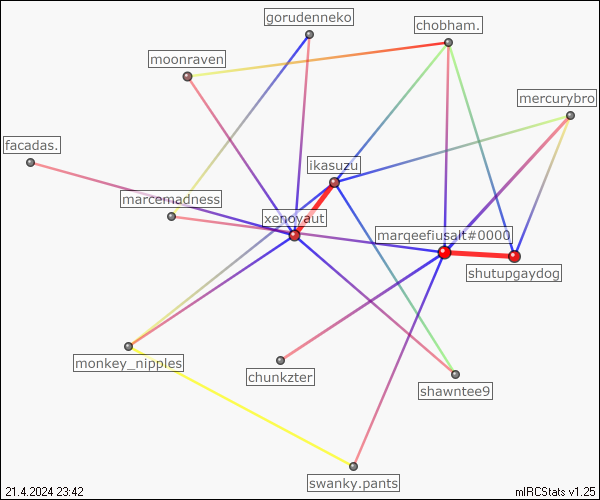 gorudenneko
chobham.
moonraven
mercurybro
facadas.
ikasuzu
marcemadness
xenovaut
marqeefiusalt#0000
shutupgaydog
monkey_nipples
chunkzter
shawntee9
swanky.pants
21.4.2024 23:42
mIRCStats v1.25